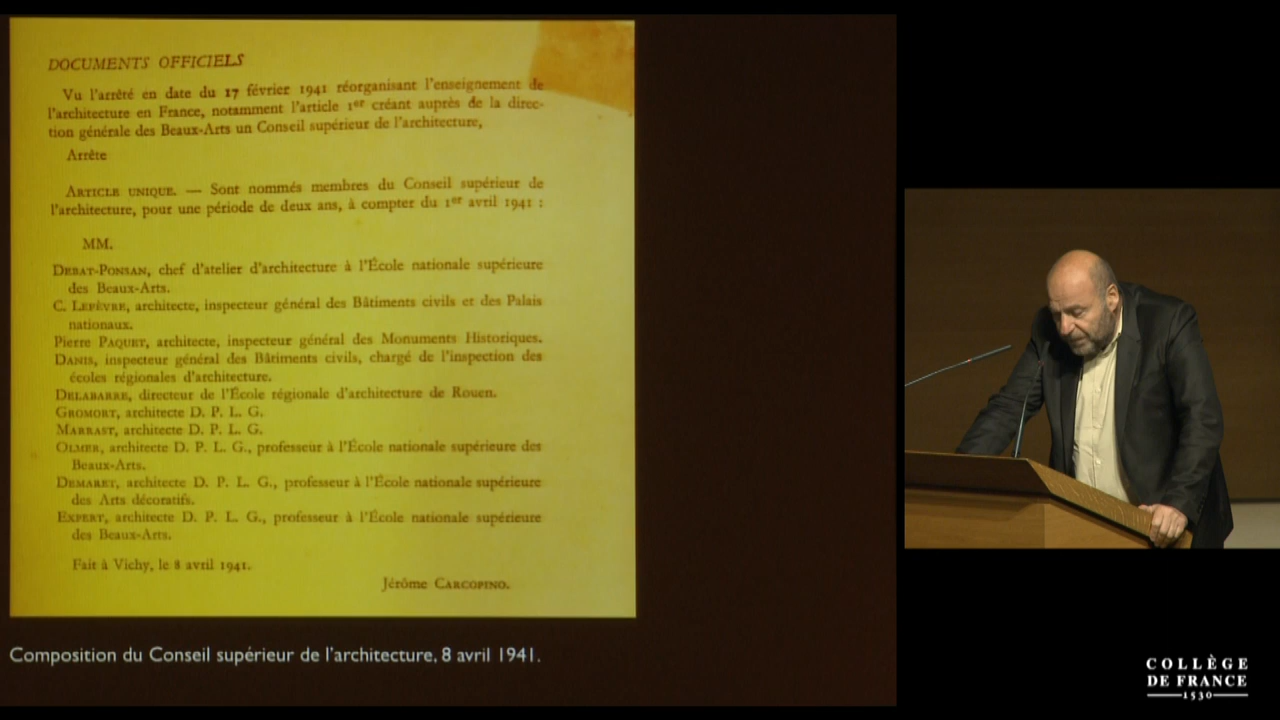 DOCUMENTS OFFICIELS
Vu l'arrêté en date du 17 février 1941 réorganisant l'enseignement de
l'architecture en France, notamment l'article 1er créant auprès de la direc-
tion générale des Beaux-Arts un Conseil supérieur de l'architecture,
Arrête
ARTICLE UNIQUE. — Sont nommés membres du Conseil supérieur de
l'architecture, pour une période de deux ans, à compter du 1er avril 1941 :
MM.
DEBAT-PONSAN, chef d'atelier d'architecture à l'École nationale supérieure
des Beaux-Arts.
C. LEFÈVRE, architecte, inspecteur général des Bâtiments civils et des Palais
nationaux.
Pierre PAQUET, architecte, inspecteur général des Monuments Historiques.
DANIS, inspecteur général des Bâtiments civils, chargé de l'inspection des
écoles régionales d'architecture.
DELABARRE, directeur de l'École régionale d'architecture de Rouen.
GROMORT, architecte D. P. L. G.
MARRAST, architecte D. P. L. G.
OLMER, architecte D. P. L. G., professeur à l'École nationale supérieure des
Beaux-Arts.
DEMARET, architecte D. P. L. G., professeur à l'École nationale supérieure
des Arts décoratifs.
EXPERT, architecte D. P. L. G., professeur à l'École nationale supérieure
des Beaux-Arts.
Fait à Vichy, le 8 avril 1941.
Jérôme CARCOPINO.
Composition du Conseil supérieur de l'architecture, 8 avril 1941.
COLLÈGE
DE FRANCE
1530